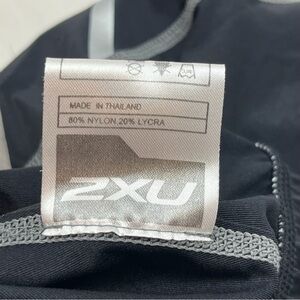 MADE IN THAILAND
80% NYLON 20% LYCRA
2XU